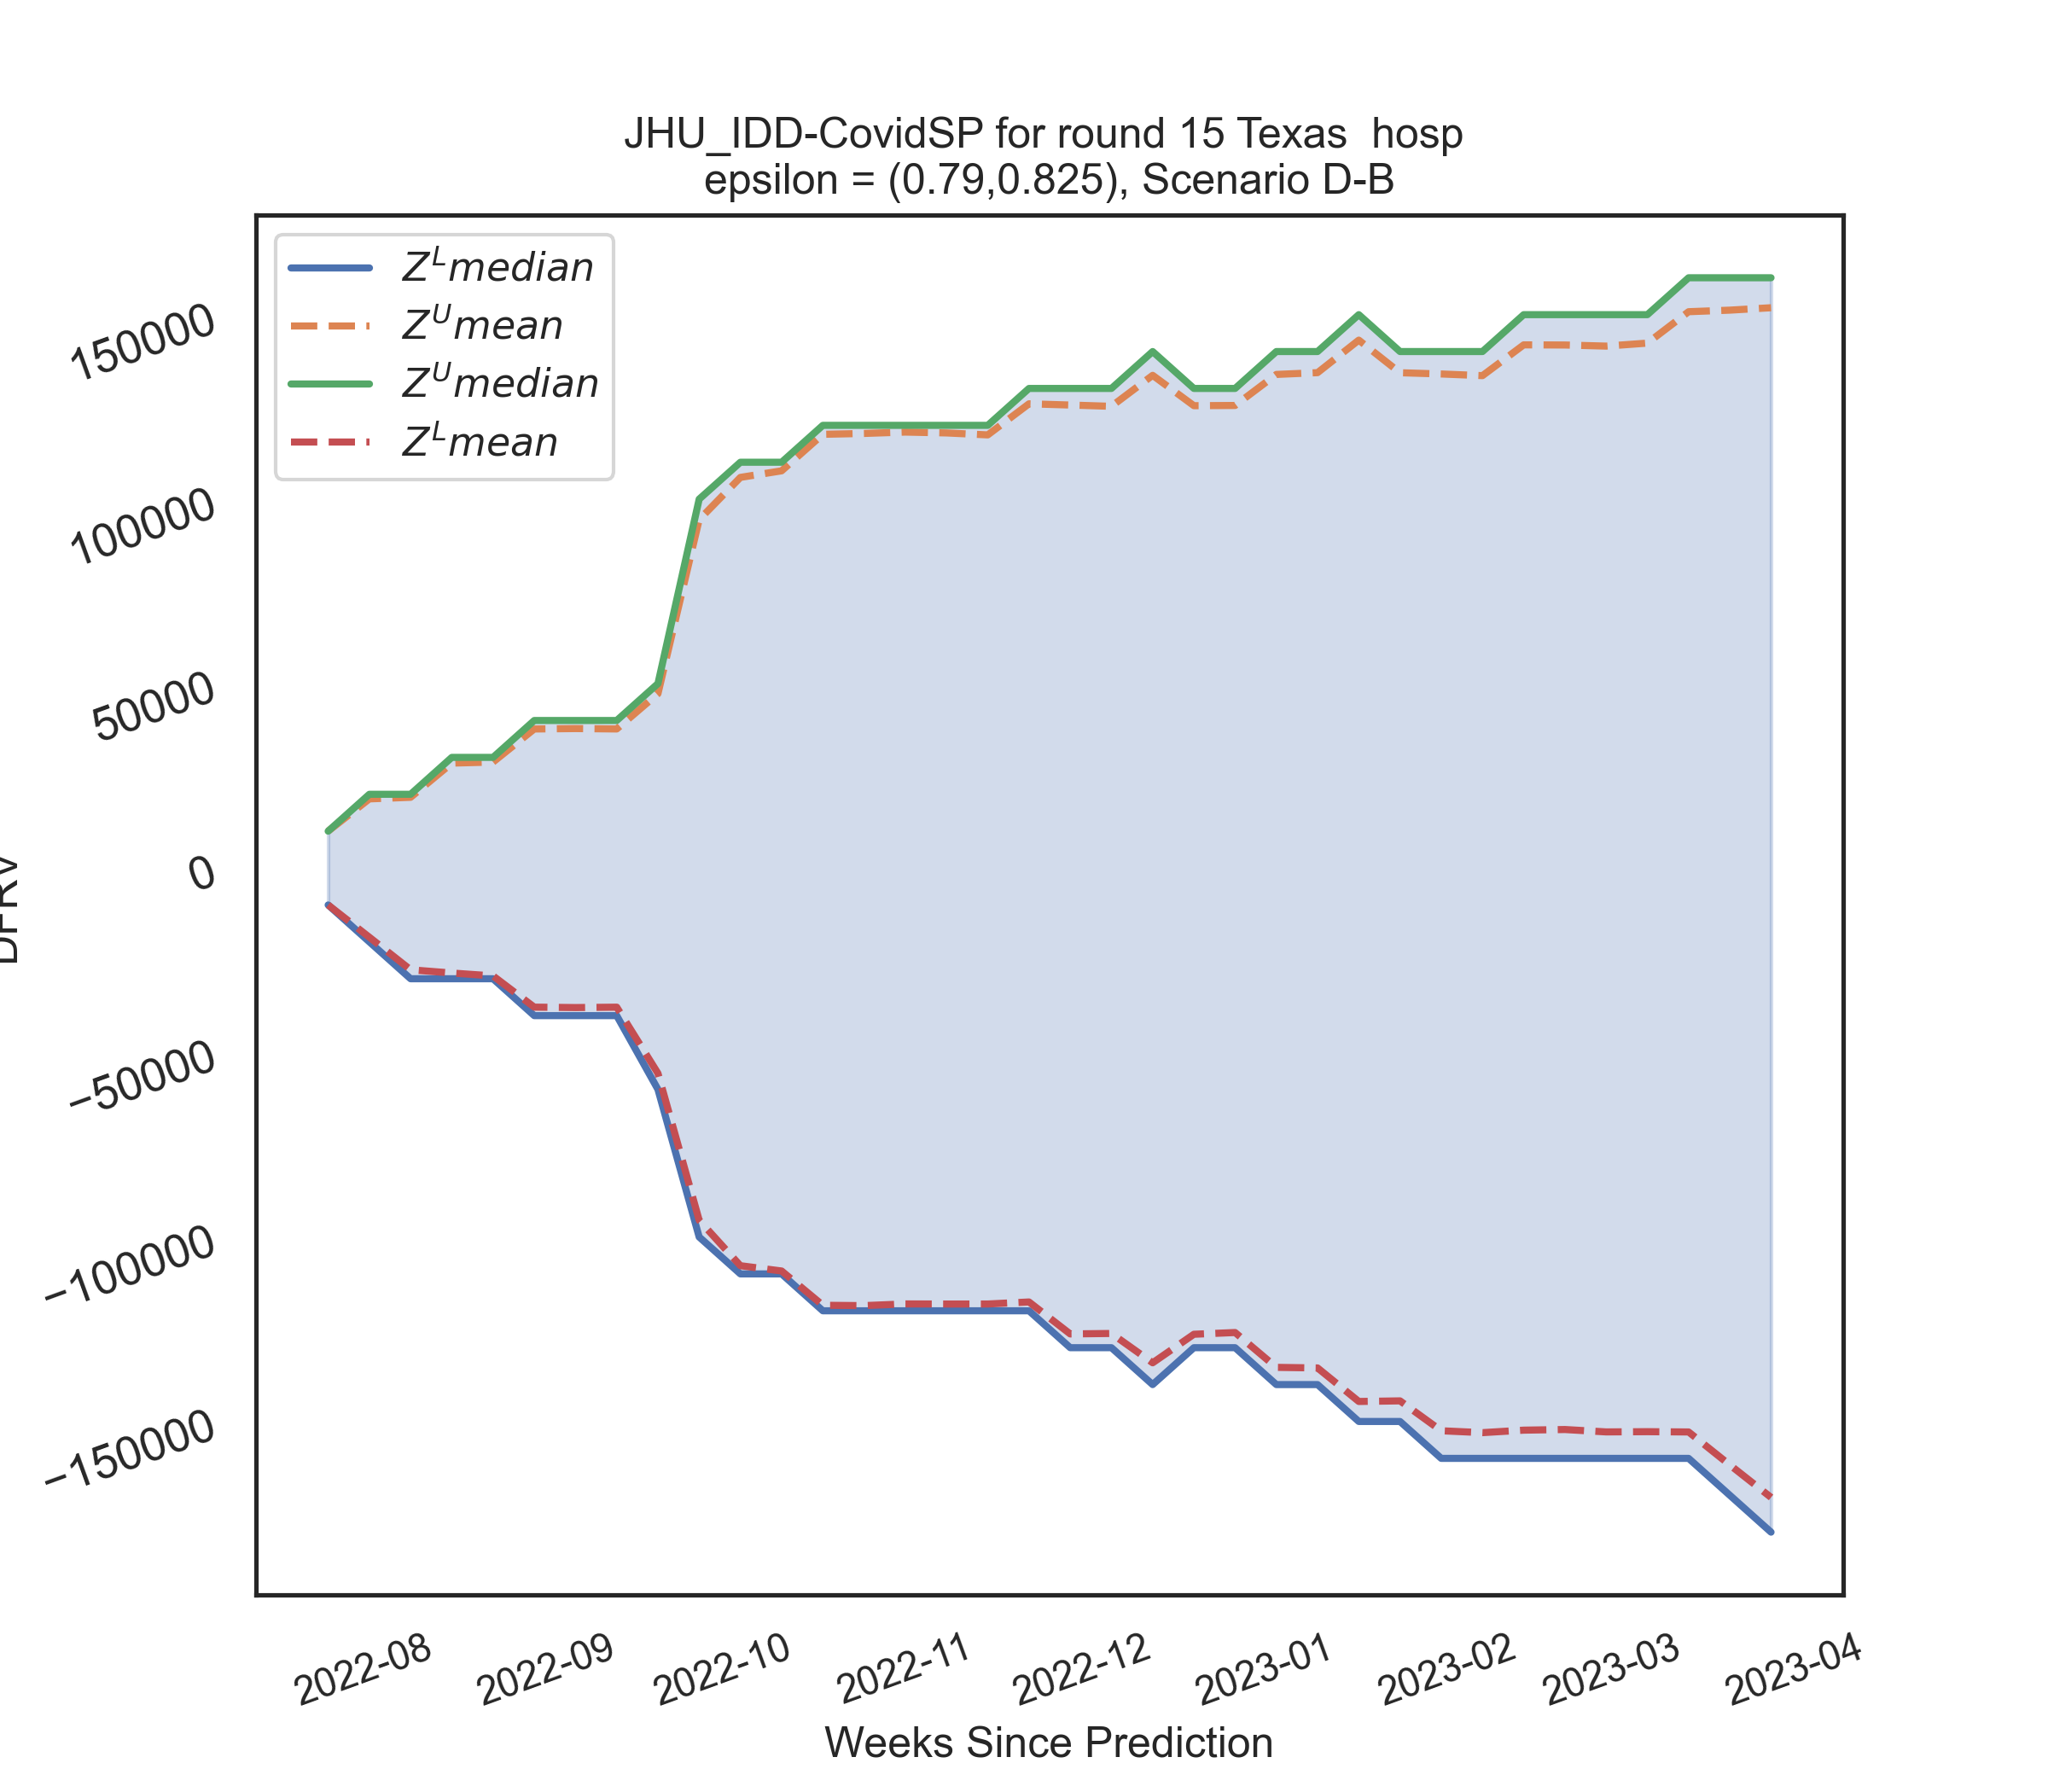 JHU_IDD-CovidSP for round 15 Texas  hosp
epsilon = (0.79,0.825), Scenario D-B
Z^L median
Z^U mean
Z^U median
Z^L mean
150000
100000
50000
0
−50000
−100000
−150000
2022-08
2022-09
2022-10
2022-11
2022-12
2023-01
2023-02
2023-03
2023-04
Weeks Since Prediction